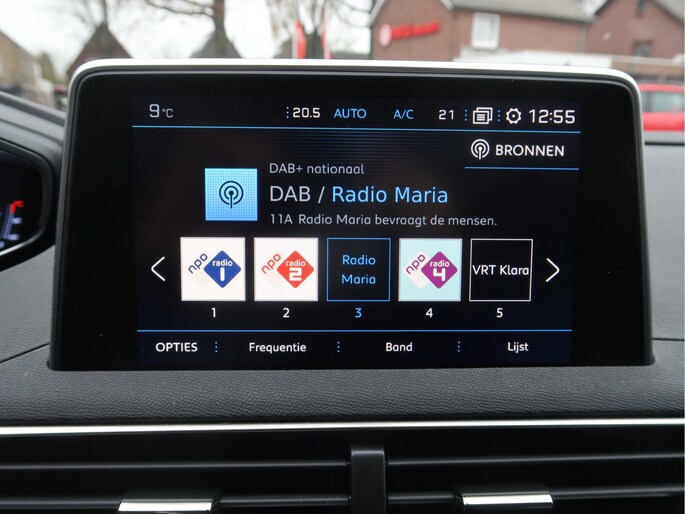 9°C 20.5 AUTO A/C 21 12:55
BRONNEN
DAB+ nationaal
DAB / Radio Maria
11A Radio Maria bevraagt de mensen.
npo radio 1
npo radio 2
Radio Maria
npo radio 4
VRT Klara
1 2 3 4 5
OPTIES Frequentie Band Lijst